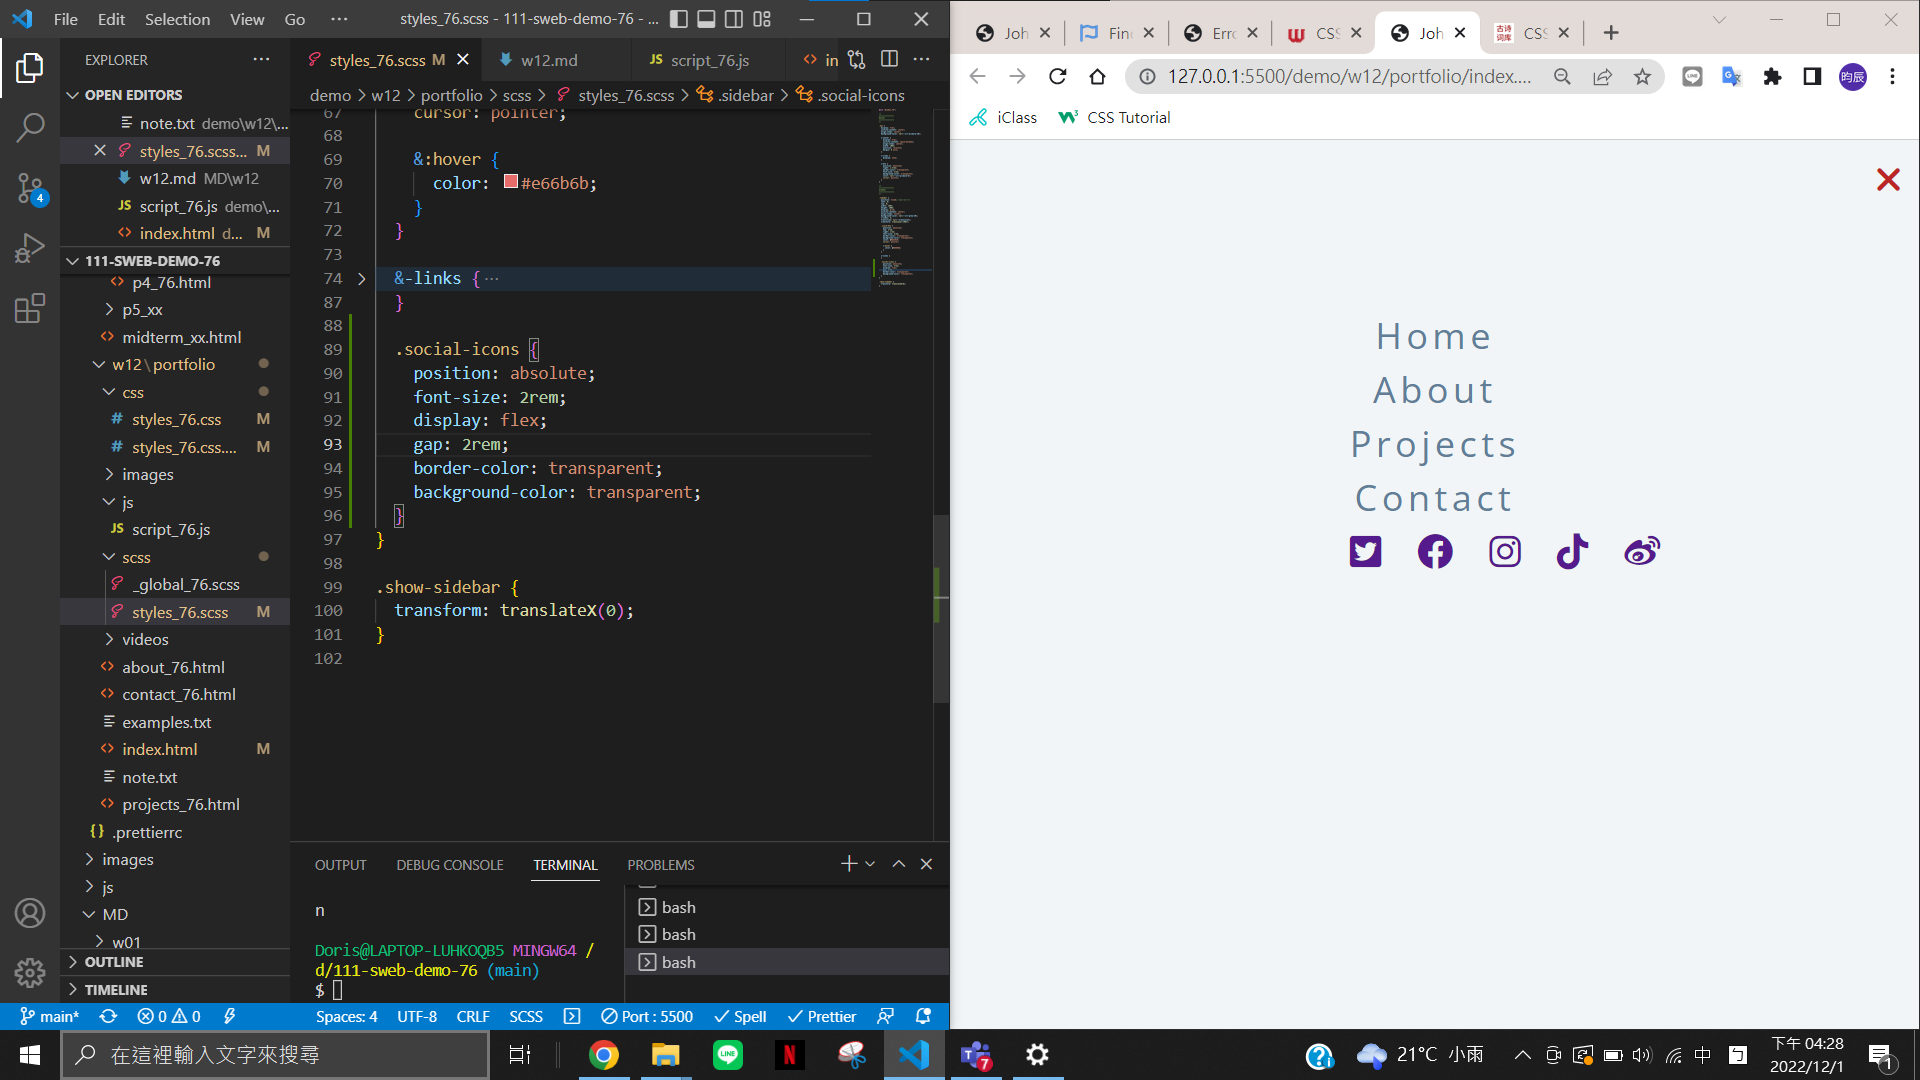 File Edit Selection View Go ··· styles_76.scss - 111-sweb-demo-76 - ...
EXPLORER ···
OPEN EDITORS
note.txt demo\w12\...
styles_76.scss... M
w12.md MD\w12
script_76.js demo\...
index.html d... M
4
111-SWEB-DEMO-76
p4_76.html
p5_xx
midterm_xx.html
w12\portfolio
css
styles_76.css M
styles_76.css.... M
images
js
JS script_76.js
scss
_global_76.scss
styles_76.scss M
videos
about_76.html
contact_76.html
examples.txt
index.html M
note.txt
projects_76.html
.prettierrc
images
js
MD
w01
OUTLINE
TIMELINE
styles_76.scss M w12.md JS script_76.js in ···
demo > w12 > portfolio > scss > styles_76.scss > .sidebar > .social-icons
67 cursor: pointer;
68
69 &:hover {
70 color: #e66b6b;
71 }
72 }
73
74 &-links { ···
87 }
88
89 .social-icons {
90 position: absolute;
91 font-size: 2rem;
92 display: flex;
93 gap: 2rem;
94 border-color: transparent;
95 background-color: transparent;
96 }
97 }
98
99 .show-sidebar {
100 transform: translateX(0);
101 }
102
OUTPUT DEBUG CONSOLE TERMINAL PROBLEMS
n
Doris@LAPTOP-LUHKOQB5 MINGW64 /
d/111-sweb-demo-76 (main)
$
bash
bash
bash
main* 0 0 Spaces: 4 UTF-8 CRLF SCSS Port : 5500 Spell Prettier
Joh Fin Erro CSS Joh CSS
127.0.0.1:5500/demo/w12/portfolio/index.... 昀辰
iClass CSS Tutorial
Home
About
Projects
Contact
在這裡輸入文字來搜尋
LINE N 7 21°C 小雨 中 下午 04:28
2022/12/1 1